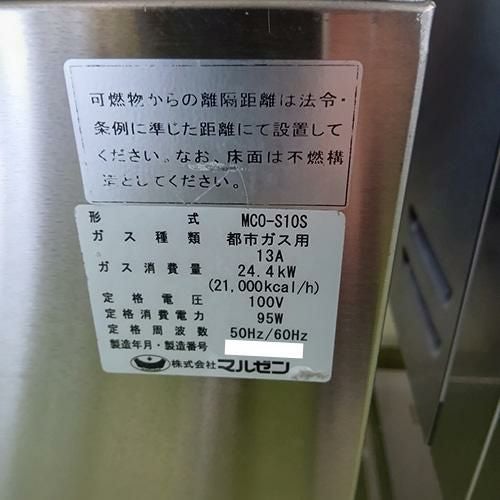 可燃物からの離隔距離は法令・
条例に準じた距離にて設置して
ください。なお、床面は不燃構
造としてください。
形式 MCO-S10S
ガス種類 都市ガス用
13A
ガス消費量 24.4kW
(21,000kcal/h)
定格電圧 100V
定格消費電力 95W
定格周波数 50Hz/60Hz
製造年月・製造番号
株式会社マルゼン